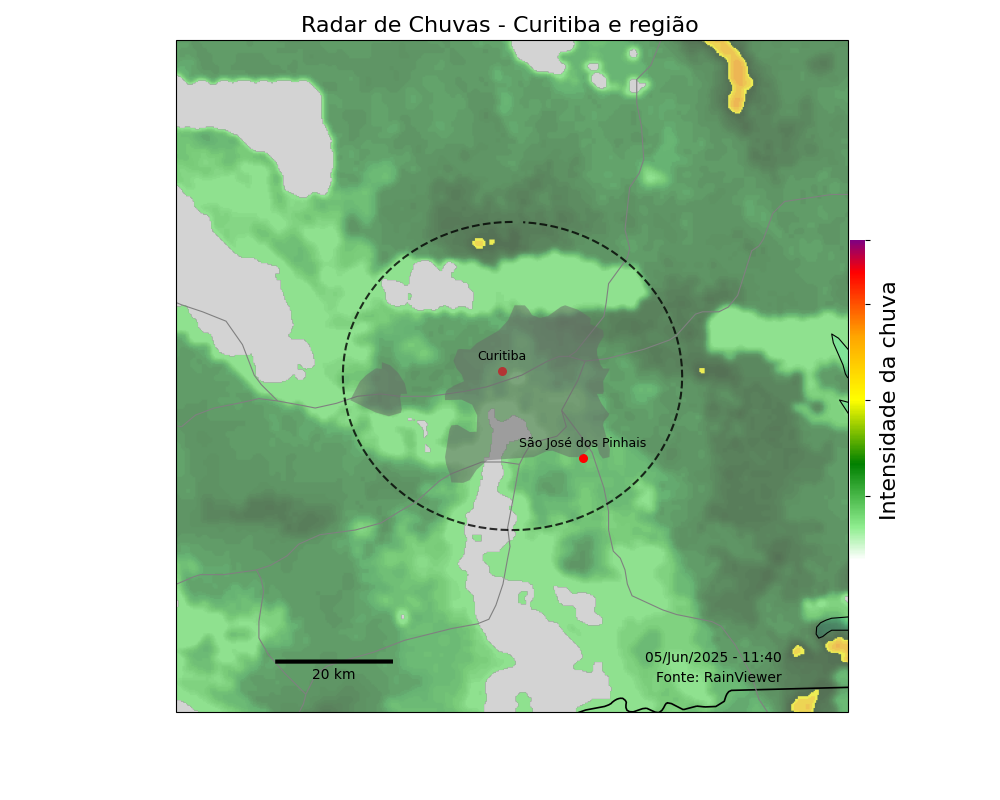 Radar de Chuvas - Curitiba e região
Curitiba
São José dos Pinhais
Intensidade da chuva
05/Jun/2025 - 11:40
Fonte: RainViewer
20 km